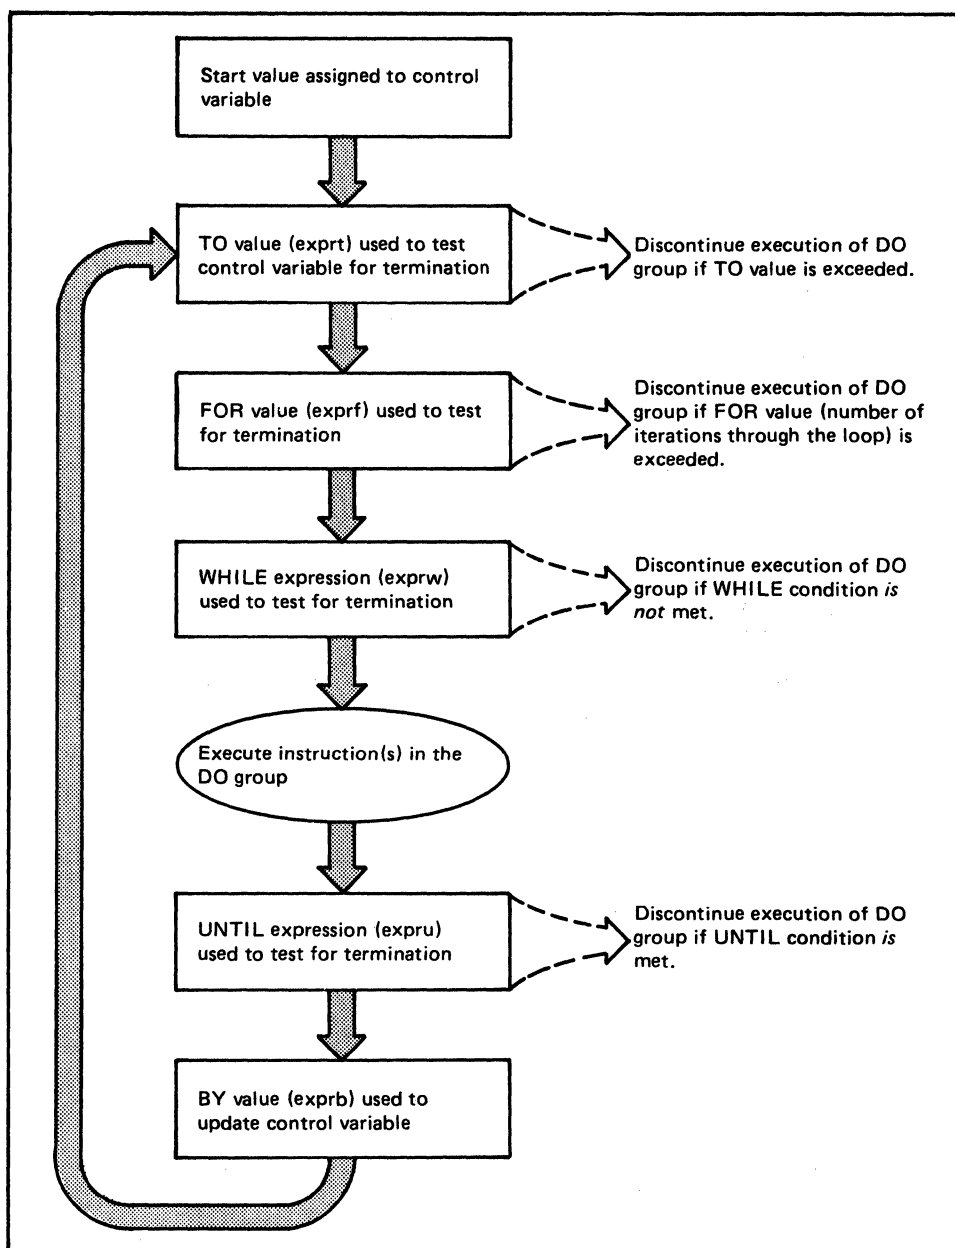 Start value assigned to control
variable
TO value (exprt) used to test
control variable for termination
Discontinue execution of DO
group if TO value is exceeded.
FOR value (exprf) used to test
for termination
Discontinue execution of DO
group if FOR value (number of
iterations through the loop) is
exceeded.
WHILE expression (exprw)
used to test for termination
Discontinue execution of DO
group if WHILE condition is
not met.
Execute instruction(s) in the
DO group
UNTIL expression (expru)
used to test for termination
Discontinue execution of DO
group if UNTIL condition is
met.
BY value (exprb) used to
update control variable